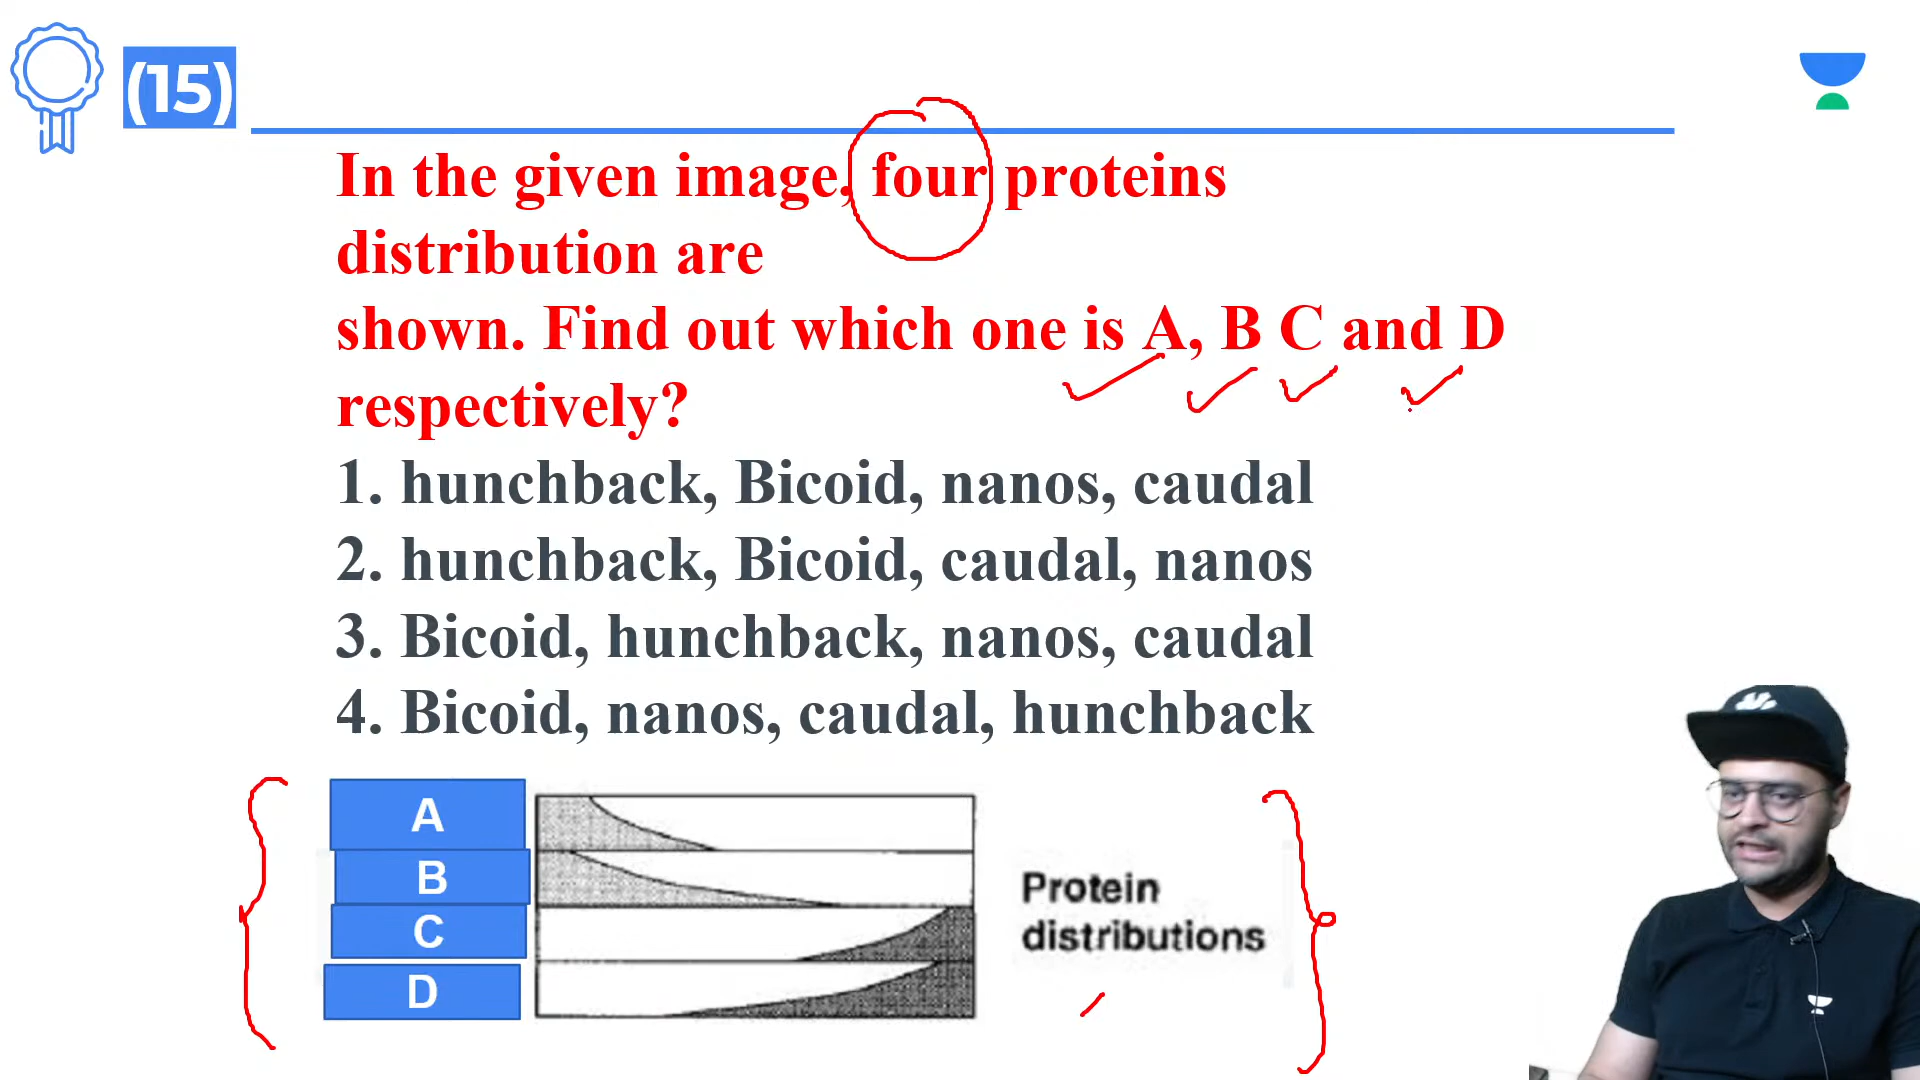 (15)
In the given image, four proteins
distribution are
shown. Find out which one is A, B C and D
respectively?
1. hunchback, Bicoid, nanos, caudal
2. hunchback, Bicoid, caudal, nanos
3. Bicoid, hunchback, nanos, caudal
4. Bicoid, nanos, caudal, hunchback
A
B
C
D
Protein
distributions